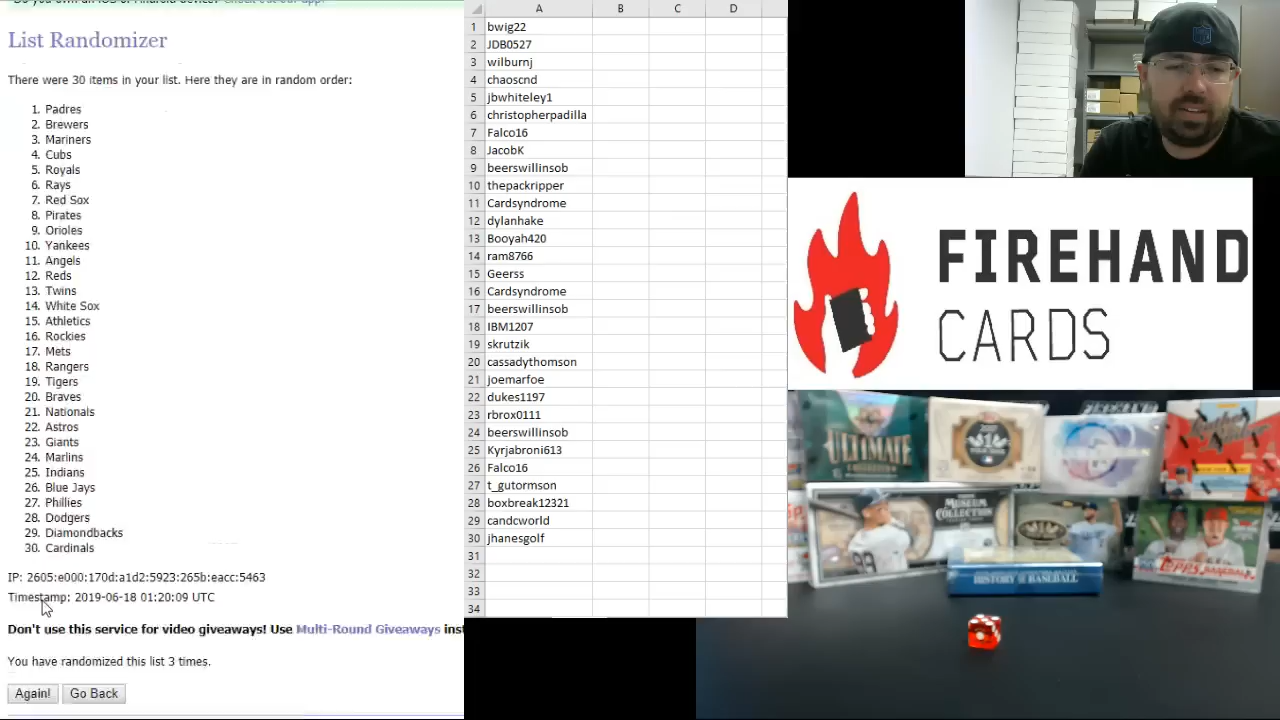 List Randomizer
There were 30 items in your list. Here they are in random order:
1. Padres
2. Brewers
3. Mariners
4. Cubs
5. Royals
6. Rays
7. Red Sox
8. Pirates
9. Orioles
10. Yankees
11. Angels
12. Reds
13. Twins
14. White Sox
15. Athletics
16. Rockies
17. Mets
18. Rangers
19. Tigers
20. Braves
21. Nationals
22. Astros
23. Giants
24. Marlins
25. Indians
26. Blue Jays
27. Phillies
28. Dodgers
29. Diamondbacks
30. Cardinals
IP: 2605:e000:170d:a1d2:5923:265b:eacc:5463
Timestamp: 2019-06-18 01:20:09 UTC
Don't use this service for video giveaways! Use Multi-Round Giveaways inst
You have randomized this list 3 times.
Again! Go Back
A B C D
1 bwig22
2 JDB0527
3 wilburnj
4 chaoscnd
5 jbwhiteley1
6 christopherpadilla
7 Falco16
8 JacobK
9 beerswillinsob
10 thepackripper
11 Cardsyndrome
12 dylanhake
13 Booyah420
14 ram8766
15 Geerss
16 Cardsyndrome
17 beerswillinsob
18 IBM1207
19 skrutzik
20 cassadythomson
21 joemarfoe
22 dukes1197
23 rbrox0111
24 beerswillinsob
25 Kyrjabroni613
26 Falco16
27 t_gutormson
28 boxbreak12321
29 candcworld
30 jhanesgolf
31
32
33
34
FIREHAND
CARDS
ULTIMATE
MUSEUM
COLLECTION
HISTORY OF BASEBALL
TOPPS BASEBALL